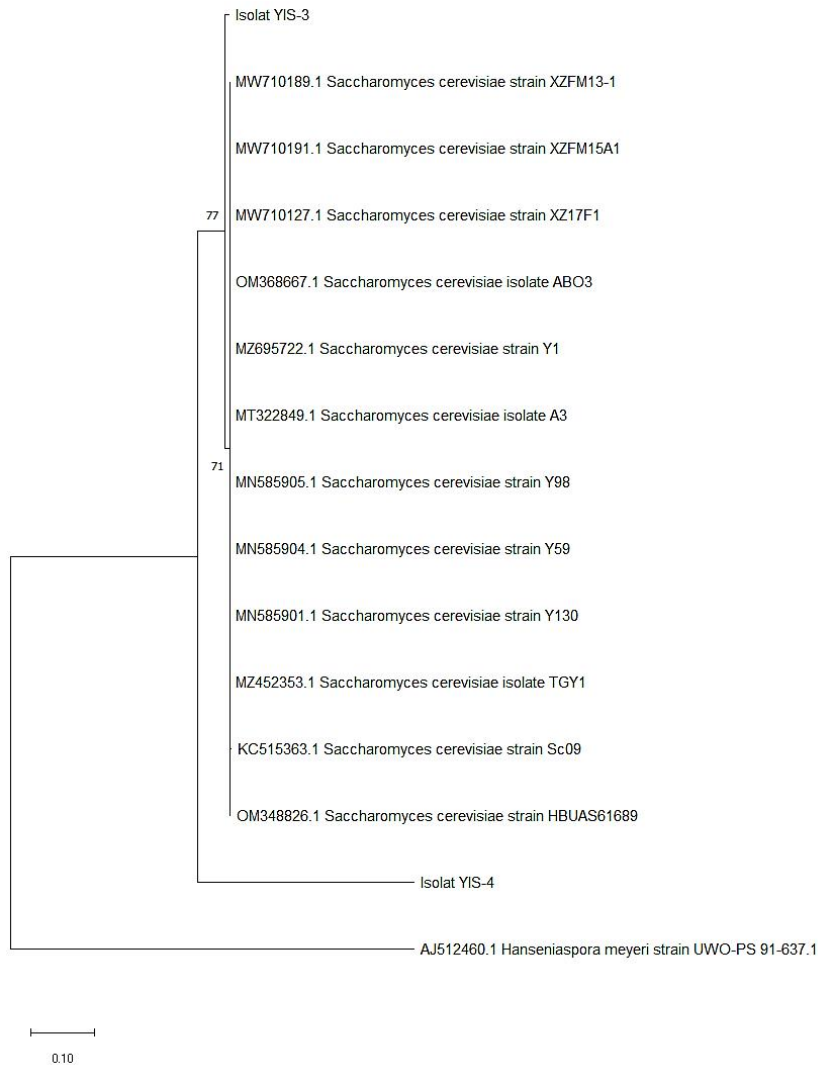 Isolat YIS-3
MW710189.1 Saccharomyces cerevisiae strain XZFM13-1
MW710191.1 Saccharomyces cerevisiae strain XZFM15A1
77
MW710127.1 Saccharomyces cerevisiae strain XZ17F1
OM368667.1 Saccharomyces cerevisiae isolate ABO3
MZ695722.1 Saccharomyces cerevisiae strain Y1
MT322849.1 Saccharomyces cerevisiae isolate A3
71
MN585905.1 Saccharomyces cerevisiae strain Y98
MN585904.1 Saccharomyces cerevisiae strain Y59
MN585901.1 Saccharomyces cerevisiae strain Y130
MZ452353.1 Saccharomyces cerevisiae isolate TGY1
KC515363.1 Saccharomyces cerevisiae strain Sc09
OM348826.1 Saccharomyces cerevisiae strain HBUAS61689
Isolat YIS-4
AJ512460.1 Hanseniaspora meyeri strain UWO-PS 91-637.1
0.10